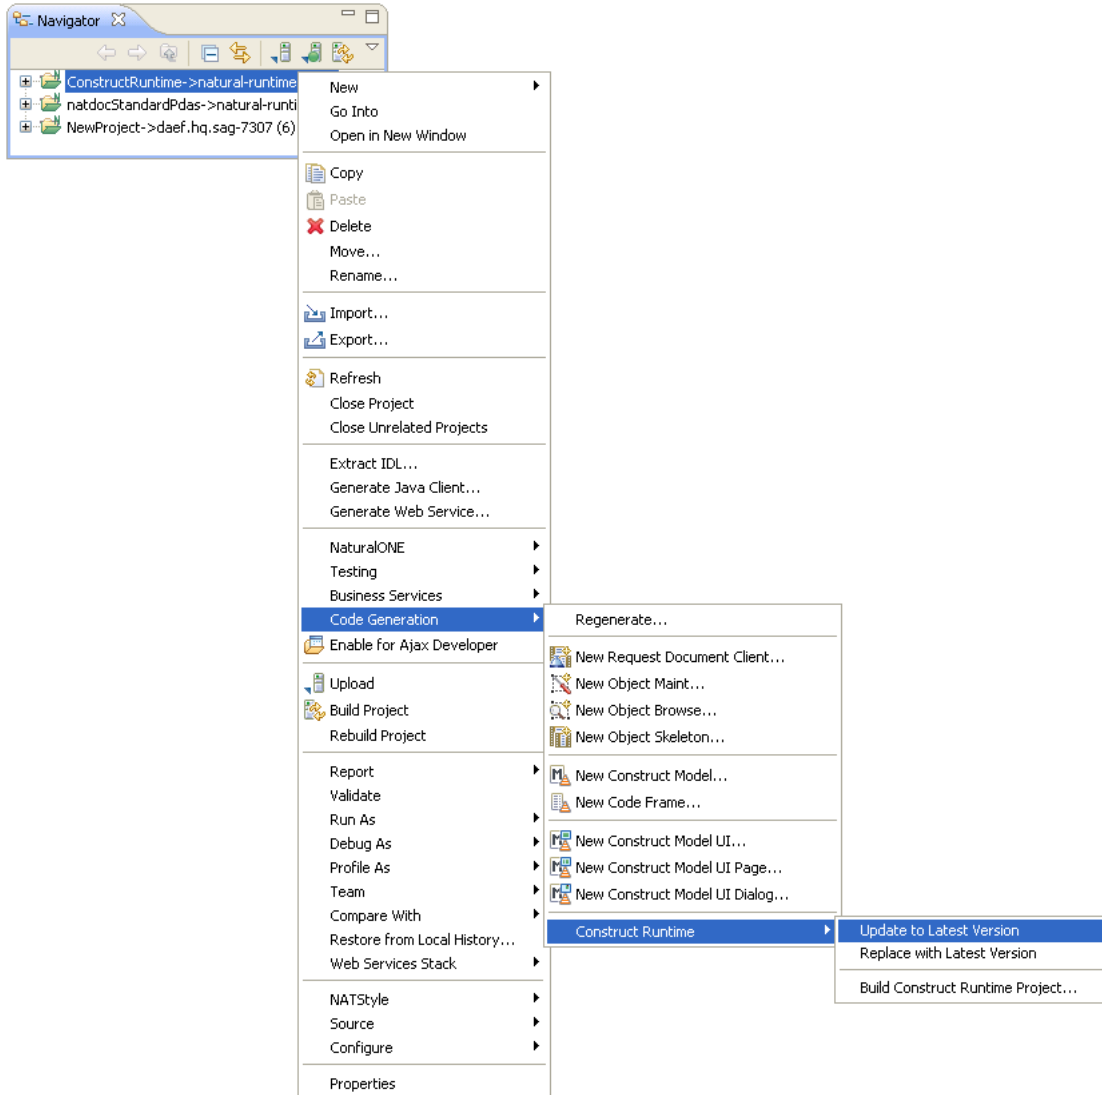 Navigator
ConstructRuntime->natural-runtime
natdocStandardPdas->natural-runti
NewProject->daef.hq.sag-7307 (6)
New
Go Into
Open in New Window
Copy
Paste
Delete
Move...
Rename...
Import...
Export...
Refresh
Close Project
Close Unrelated Projects
Extract IDL...
Generate Java Client...
Generate Web Service...
NaturalONE
Testing
Business Services
Code Generation
Enable for Ajax Developer
Upload
Build Project
Rebuild Project
Report
Validate
Run As
Debug As
Profile As
Team
Compare With
Restore from Local History...
Web Services Stack
NATStyle
Source
Configure
Properties
Regenerate...
New Request Document Client...
New Object Maint...
New Object Browse...
New Object Skeleton...
New Construct Model...
New Code Frame...
New Construct Model UI...
New Construct Model UI Page...
New Construct Model UI Dialog...
Construct Runtime
Update to Latest Version
Replace with Latest Version
Build Construct Runtime Project...